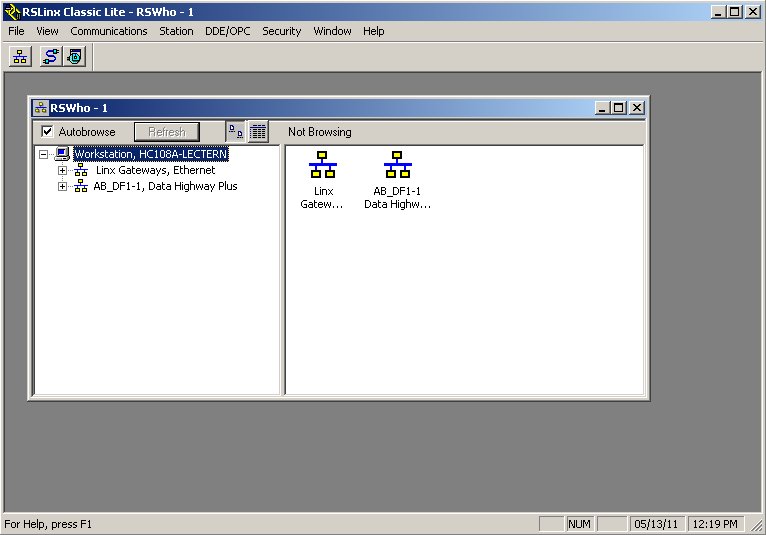 RSLinx Classic Lite - RSWho - 1
File View Communications Station DDE/OPC Security Window Help
RSWho - 1
Autobrowse Refresh Not Browsing
Workstation, HC108A-LECTERN
Linx Gateways, Ethernet
AB_DF1-1, Data Highway Plus
Linx
Gatew...
AB_DF1-1
Data Highw...
For Help, press F1 NUM 05/13/11 12:19 PM